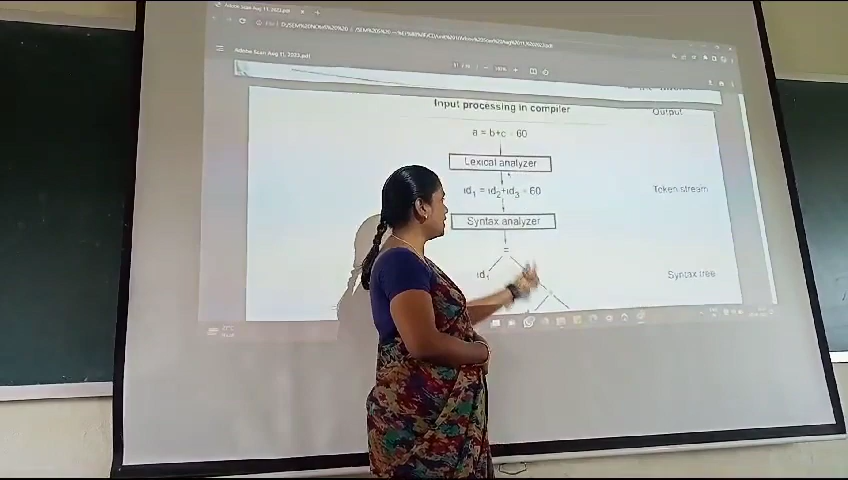 Adobe Scan Aug 11, 2023.pdf
Adobe Scan Aug 11, 2023.pdf
Input processing in compiler
Output
a = b+c * 60
Lexical analyzer
id1 = id2+id3 * 60
Token stream
Syntax analyzer
=
id1
Syntax tree